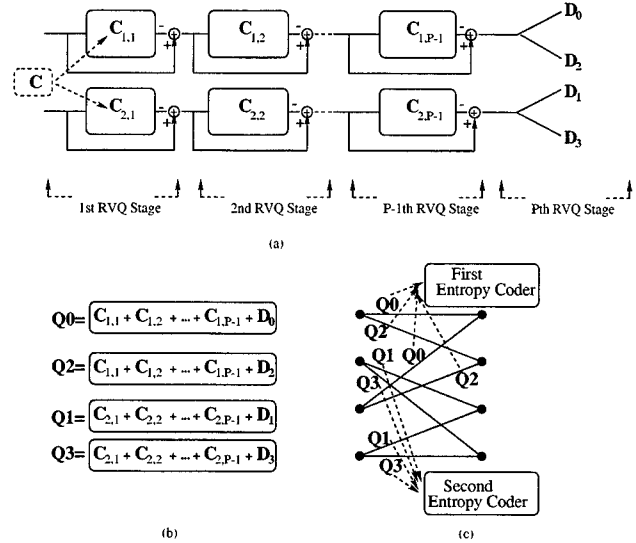 C
C1,1 - + C1,2 - + C1,P-1 - + D0
D2
C2,1 - + C2,2 - + C2,P-1 - + D1
D3
1st RVQ Stage 2nd RVQ Stage P-1th RVQ Stage Pth RVQ Stage
(a)
Q0= C1,1 + C1,2 + ... + C1,P-1 + D0
Q2= C1,1 + C1,2 + ... + C1,P-1 + D2
Q1= C2,1 + C2,2 + ... + C2,P-1 + D1
Q3= C2,1 + C2,2 + ... + C2,P-1 + D3
(b)
First
Entropy Coder
Q0
Q2
Q1 Q0
Q3 Q2
Q1
Q3
Second
Entropy Coder
(c)